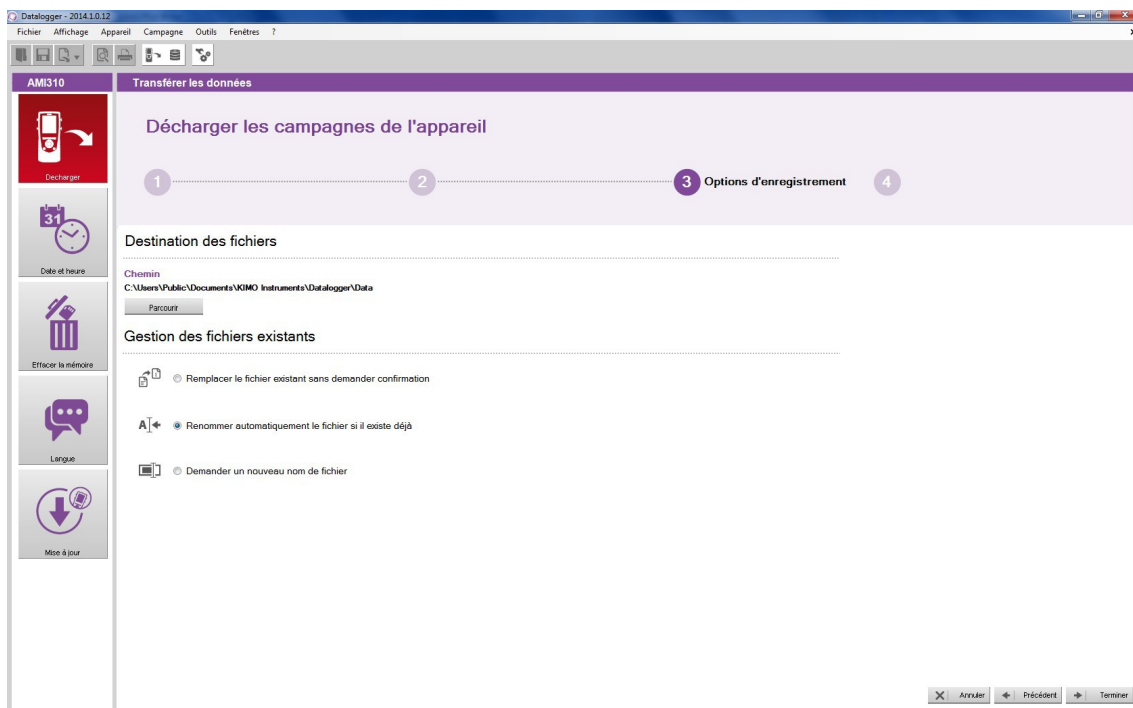 Datalogger - 2014.1.0.12
Fichier Affichage Appareil Campagne Outils Fenêtres ?
AMI310
Transférer les données
Decharger
Décharger les campagnes de l'appareil
1 2 3 Options d'enregistrement 4
31
Date et heure
Destination des fichiers
Chemin
C:\Users\Public\Documents\KIMO Instruments\Datalogger\Data
Parcourir
Gestion des fichiers existants
Effacer la mémoire
Remplacer le fichier existant sans demander confirmation
A Renommer automatiquement le fichier si il existe déjà
Langue
Demander un nouveau nom de fichier
Mise à jour
Annuler Précédent Terminer